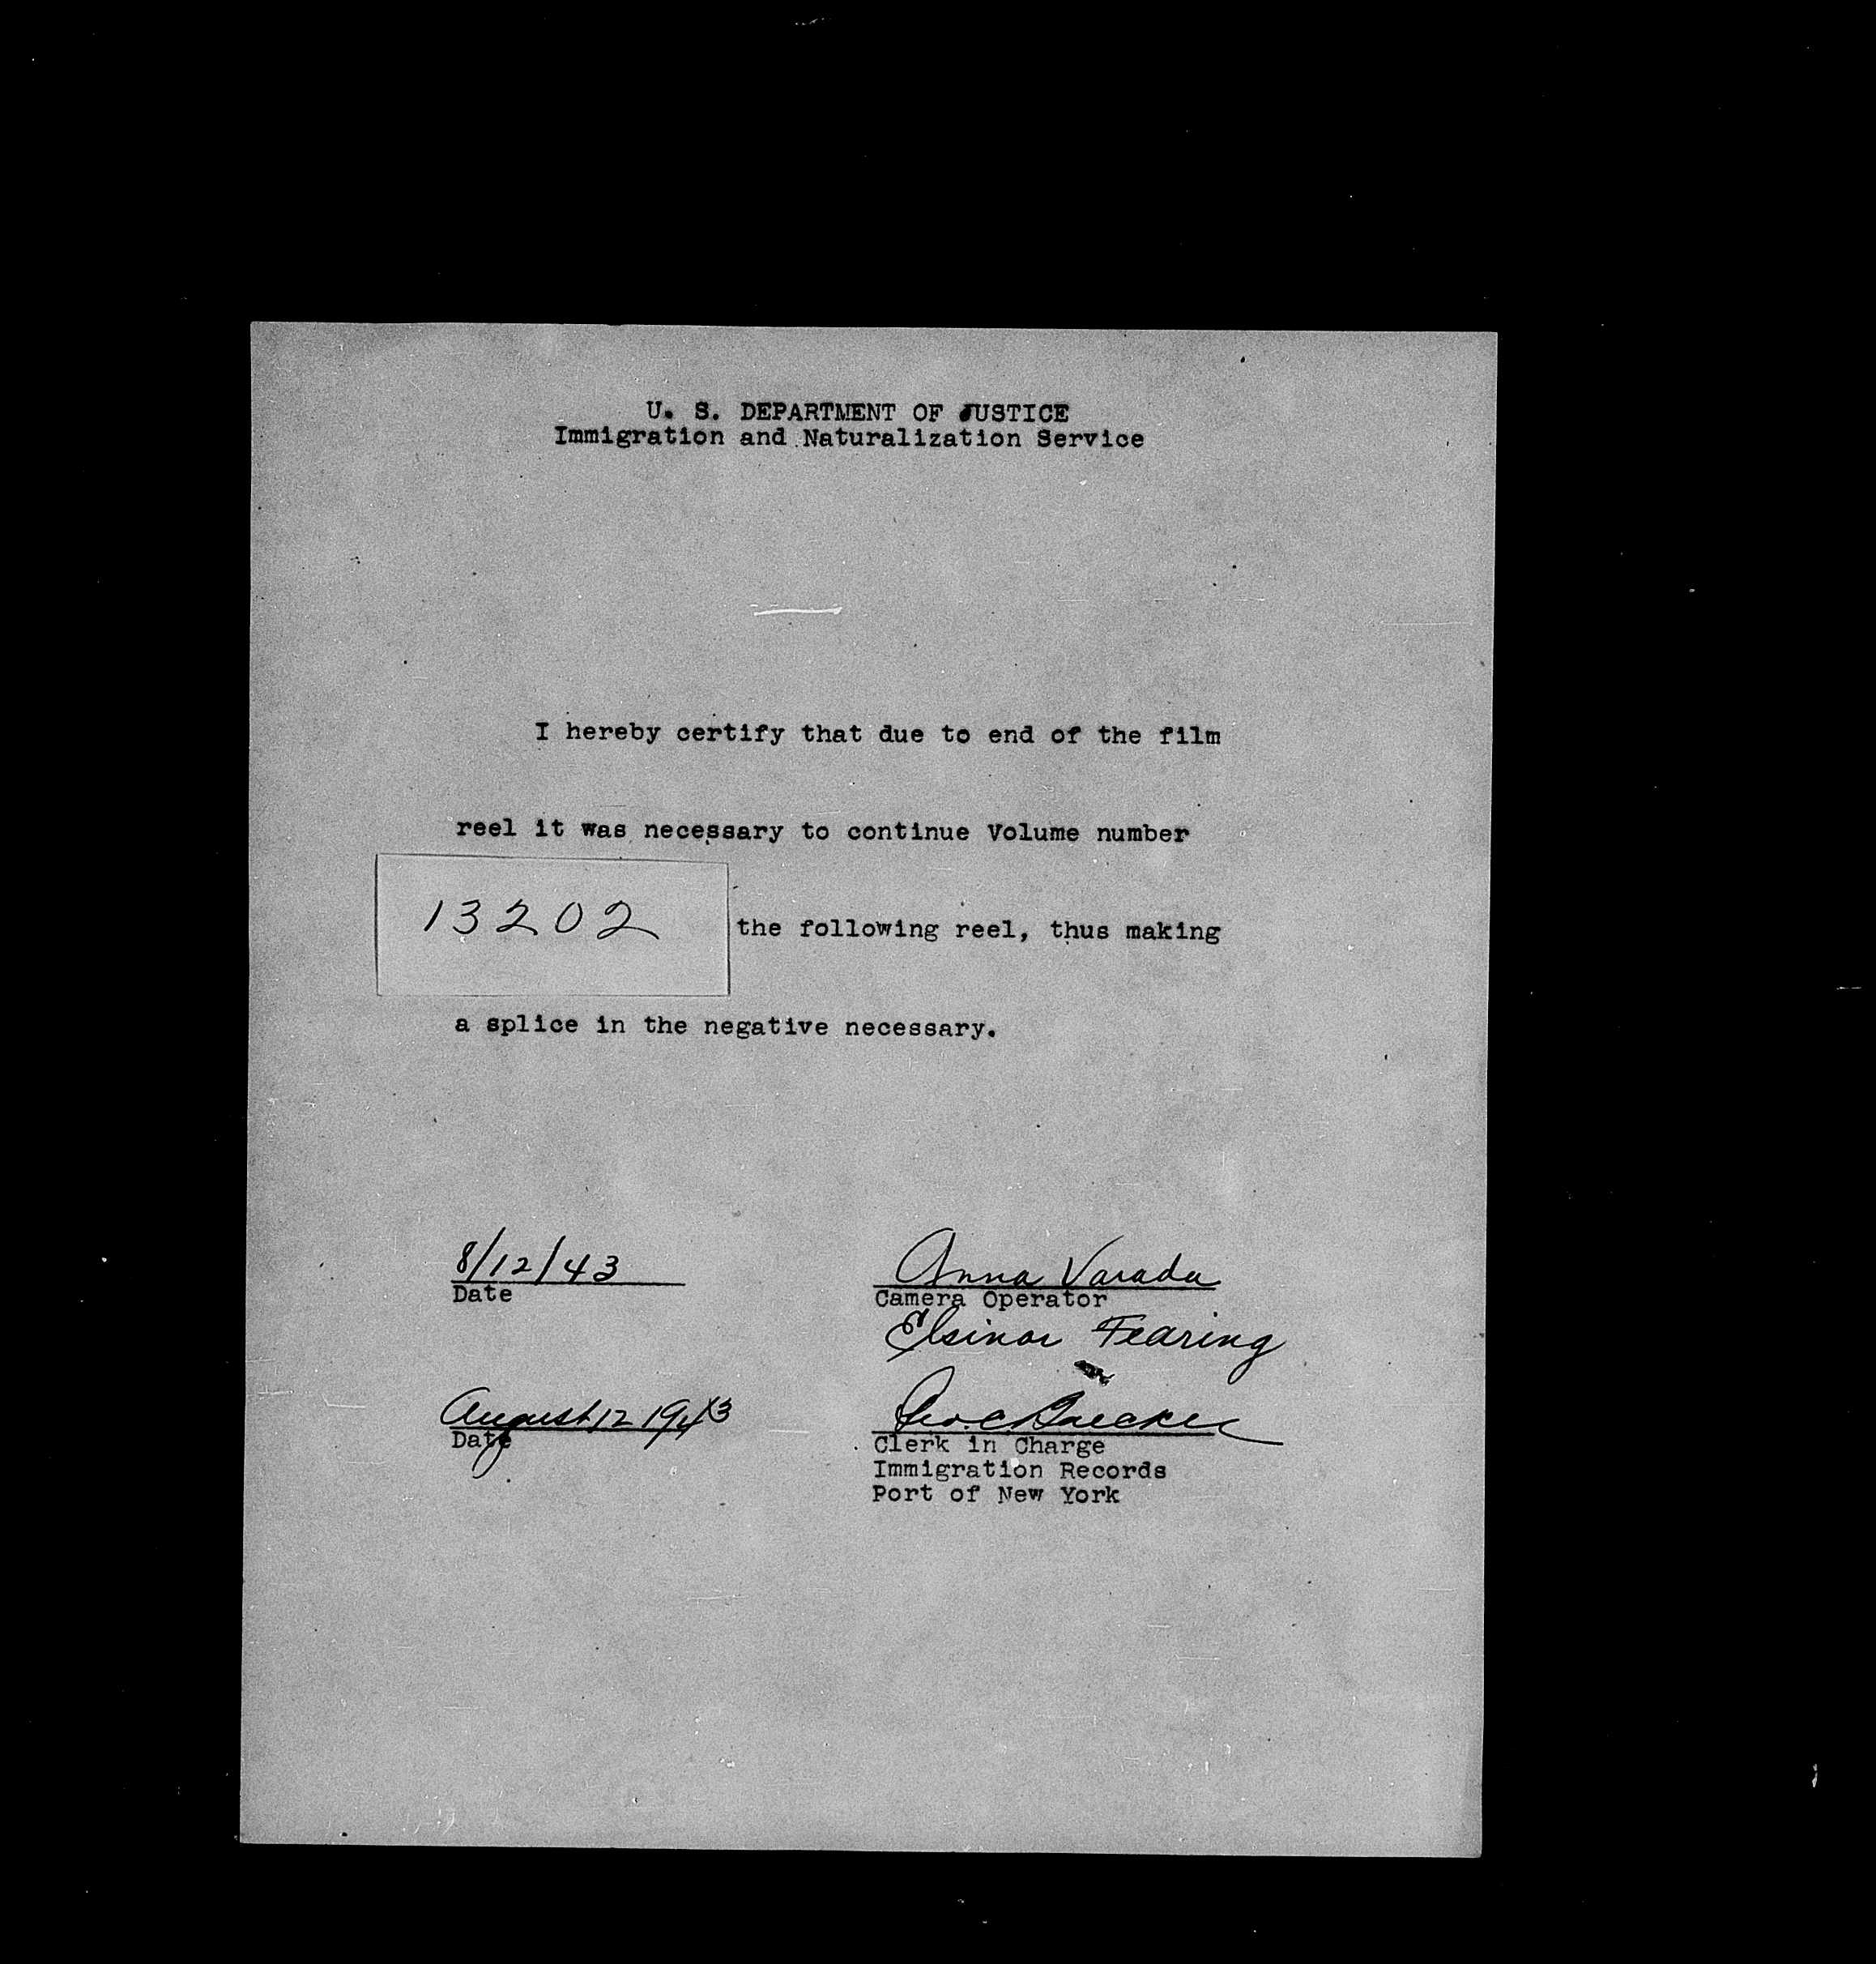 U. S. DEPARTMENT OF JUSTICE
Immigration and Naturalization Service
I hereby certify that due to end of the film
reel it was necessary to continue Volume number
13202 the following reel, thus making
a splice in the negative necessary.
8/12/43 Anna Varada
Date Camera Operator
Elsinor Fearing
August 12 1943
Date Clerk in Charge
Immigration Records
Port of New York